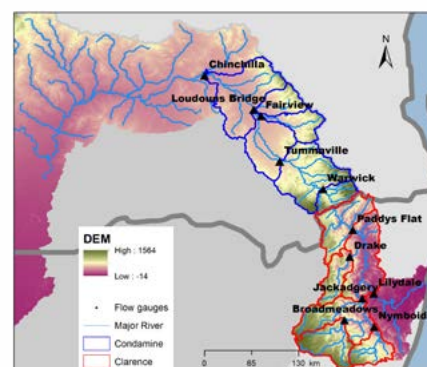 N
Chinchilla
Loudouns Bridge
Fairview
Tummaville
Warwick
Paddys Flat
Drake
Jackadgery
Lilydale
Broadmeadows
Nymboid
DEM
High : 1564
Low : -14
Flow gauges
Major River
Condamine
Clarence
0 65 130 km